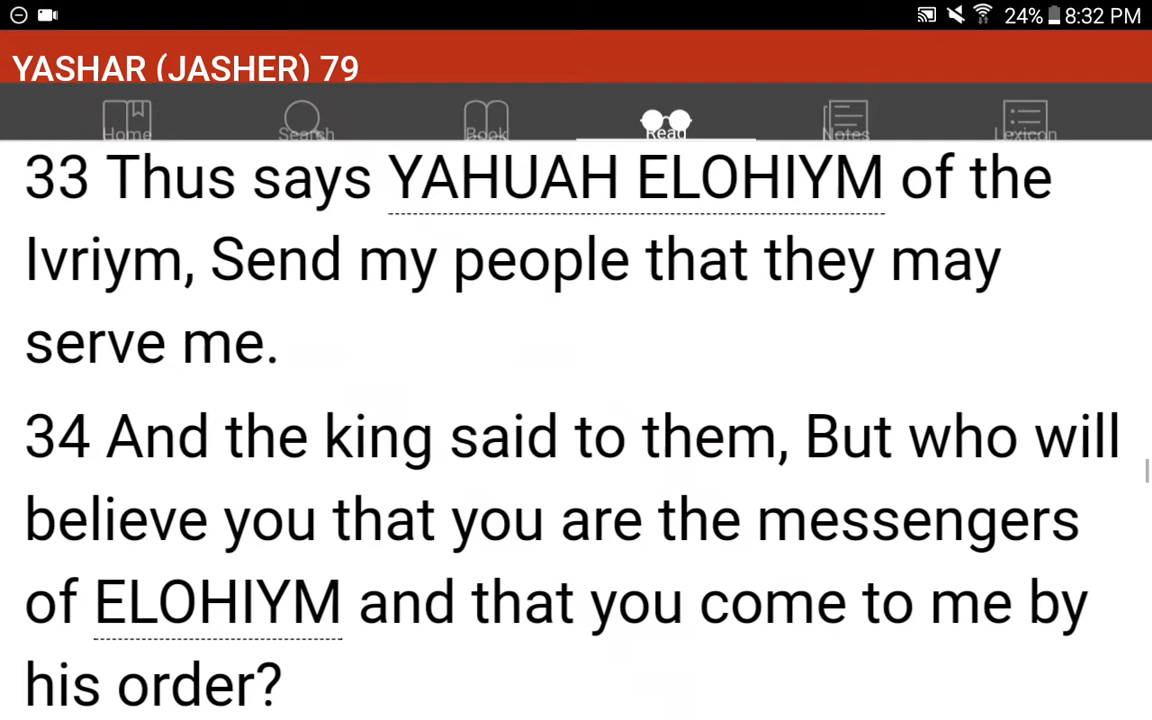 24% 8:32 PM
YASHAR (JASHER) 79
Home Search Book Read Notes Lexicon
33 Thus says YAHUAH ELOHIYM of the
Ivriym, Send my people that they may
serve me.
34 And the king said to them, But who will
believe you that you are the messengers
of ELOHIYM and that you come to me by
his order?